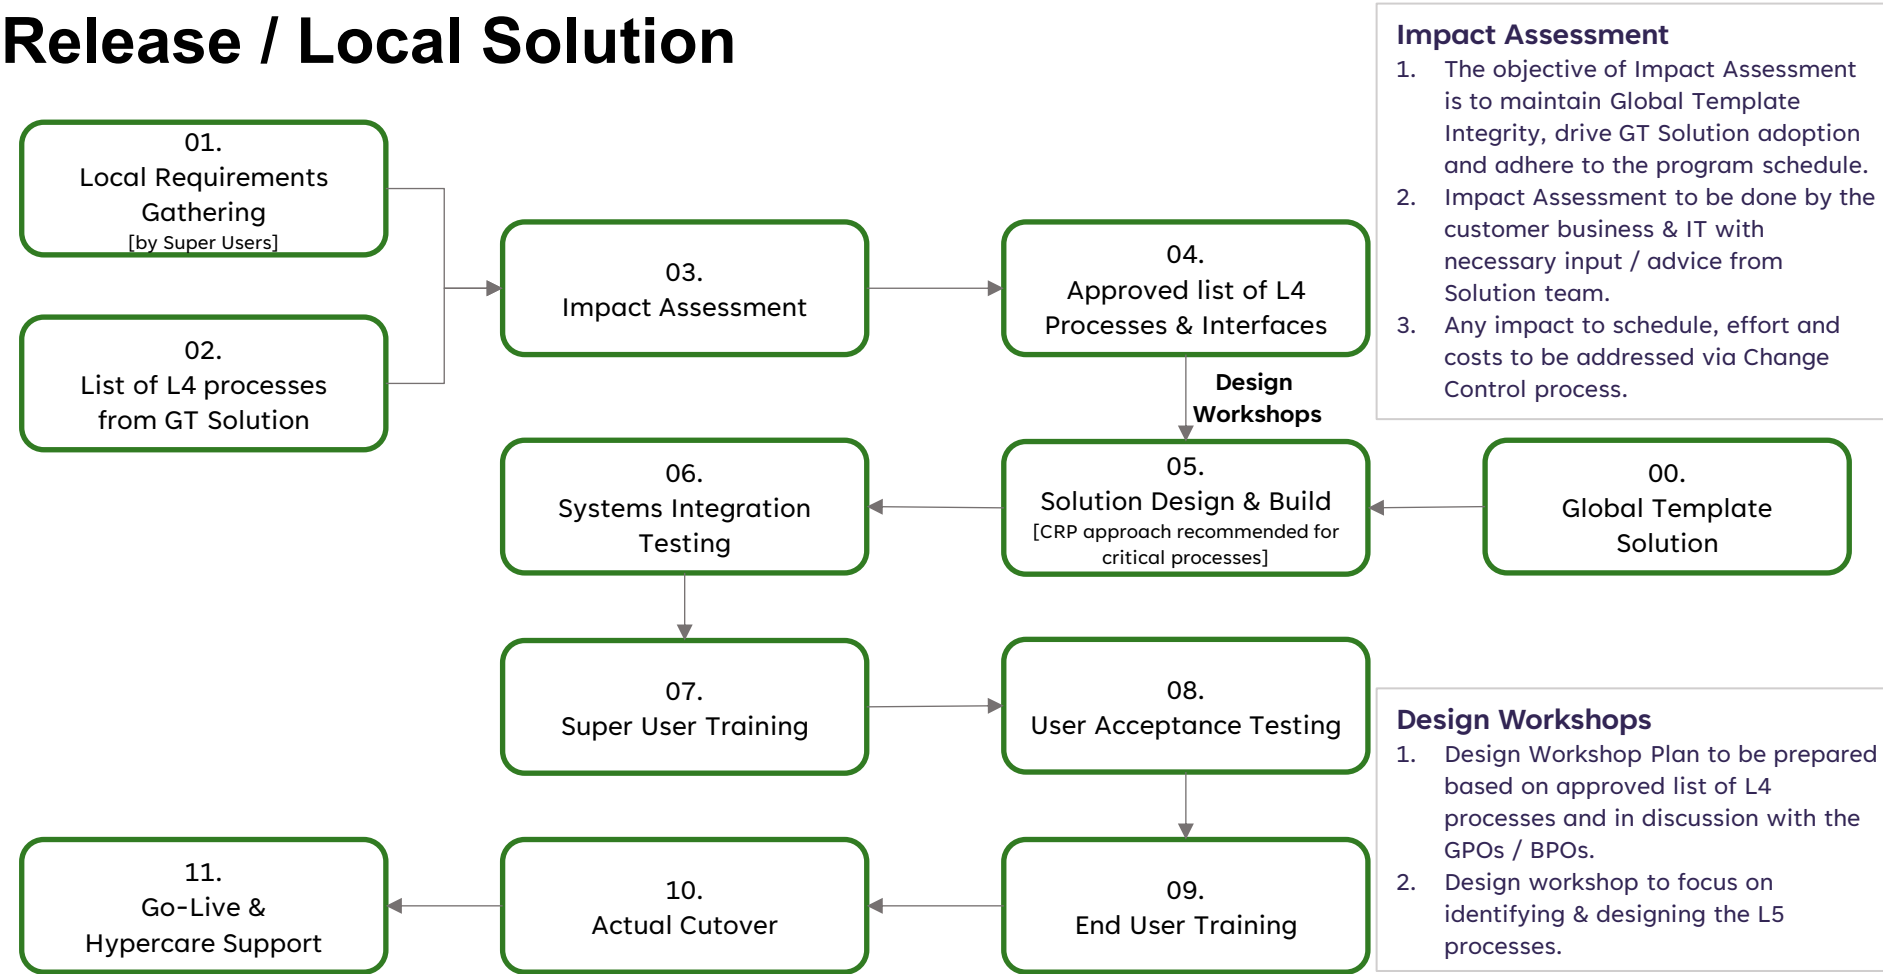 Release / Local Solution
Impact Assessment
1. The objective of Impact Assessment
is to maintain Global Template
Integrity, drive GT Solution adoption
and adhere to the program schedule.
2. Impact Assessment to be done by the
customer business & IT with
necessary input / advice from
Solution team.
3. Any impact to schedule, effort and
costs to be addressed via Change
Control process.
01.
Local Requirements
Gathering
[by Super Users]
02.
List of L4 processes
from GT Solution
03.
Impact Assessment
04.
Approved list of L4
Processes & Interfaces
Design
Workshops
00.
Global Template
Solution
05.
Solution Design & Build
[CRP approach recommended for
critical processes]
06.
Systems Integration
Testing
07.
Super User Training
08.
User Acceptance Testing
09.
End User Training
10.
Actual Cutover
11.
Go-Live &
Hypercare Support
Design Workshops
1. Design Workshop Plan to be prepared
based on approved list of L4
processes and in discussion with the
GPOs / BPOs.
2. Design workshop to focus on
identifying & designing the L5
processes.